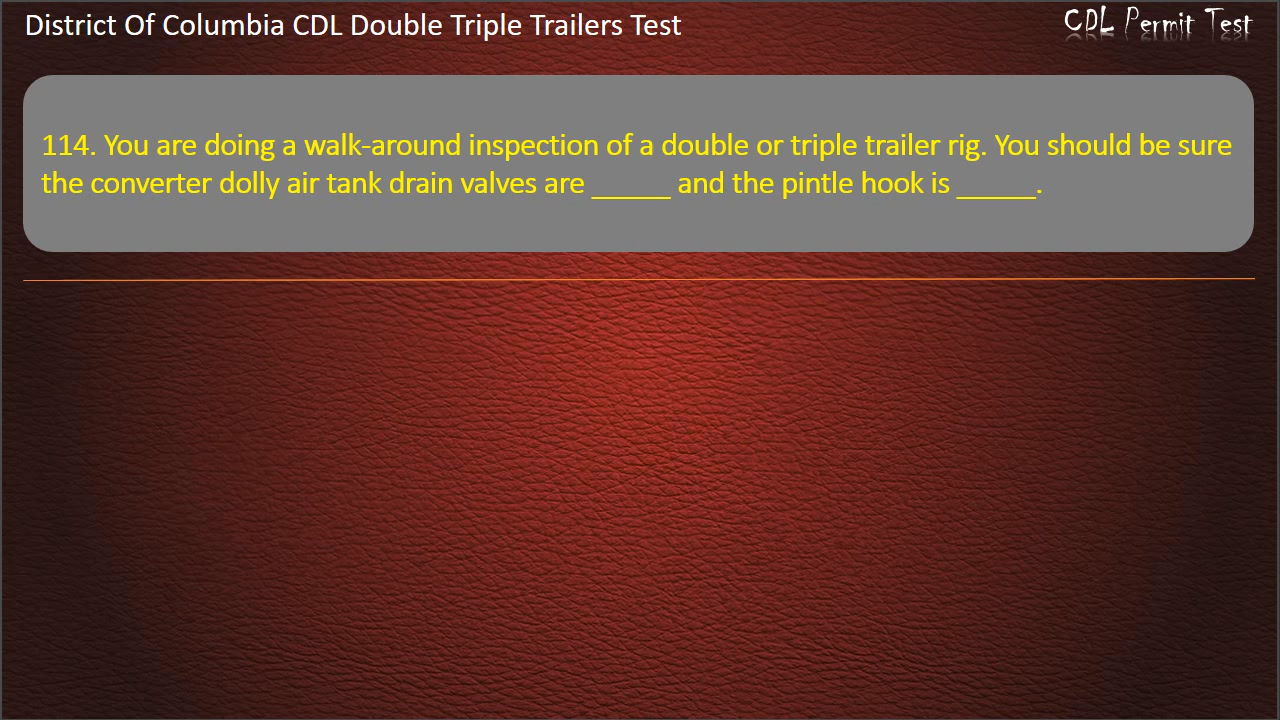 District Of Columbia CDL Double Triple Trailers Test
CDL Permit Test
114. You are doing a walk-around inspection of a double or triple trailer rig. You should be sure
the converter dolly air tank drain valves are _____ and the pintle hook is _____.